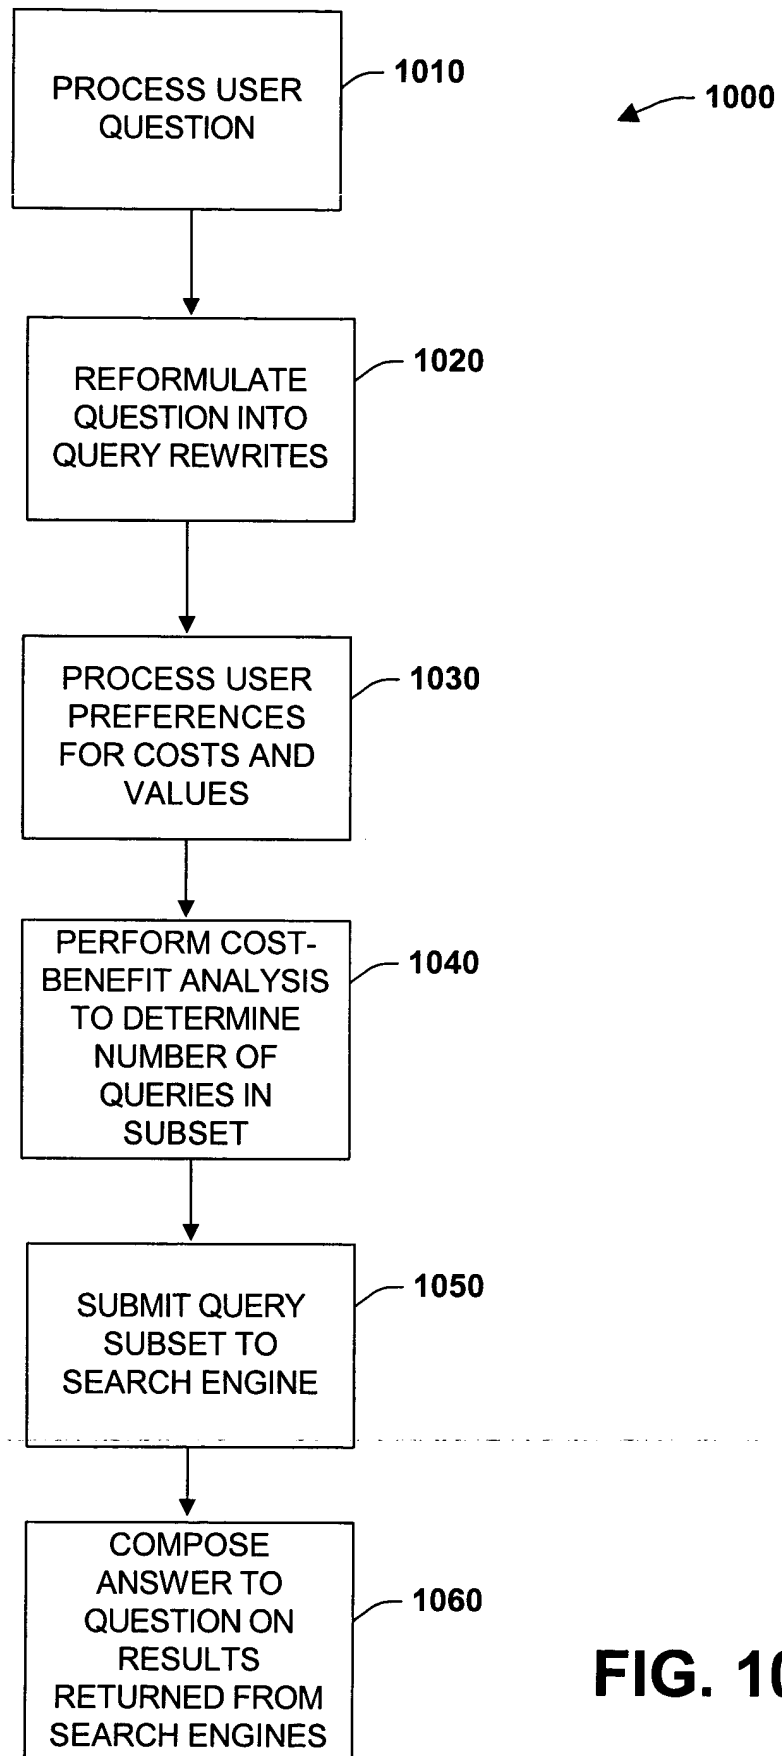 PROCESS USER
QUESTION
1010
1000
REFORMULATE
QUESTION INTO
QUERY REWRITES
1020
PROCESS USER
PREFERENCES
FOR COSTS AND
VALUES
1030
PERFORM COST-
BENEFIT ANALYSIS
TO DETERMINE
NUMBER OF
QUERIES IN
SUBSET
1040
SUBMIT QUERY
SUBSET TO
SEARCH ENGINE
1050
COMPOSE
ANSWER TO
QUESTION ON
RESULTS
RETURNED FROM
SEARCH ENGINES
1060
FIG. 10